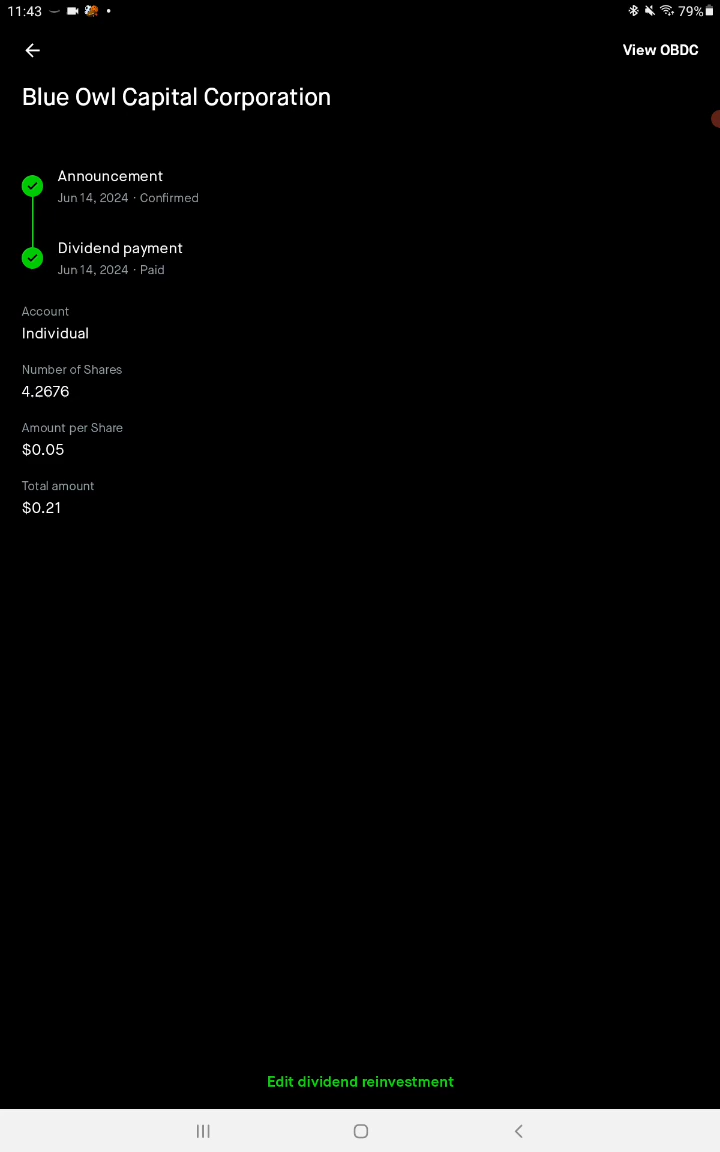 11:43
79%
View OBDC
Blue Owl Capital Corporation
Announcement
Jun 14, 2024 · Confirmed
Dividend payment
Jun 14, 2024 · Paid
Account
Individual
Number of Shares
4.2676
Amount per Share
$0.05
Total amount
$0.21
Edit dividend reinvestment